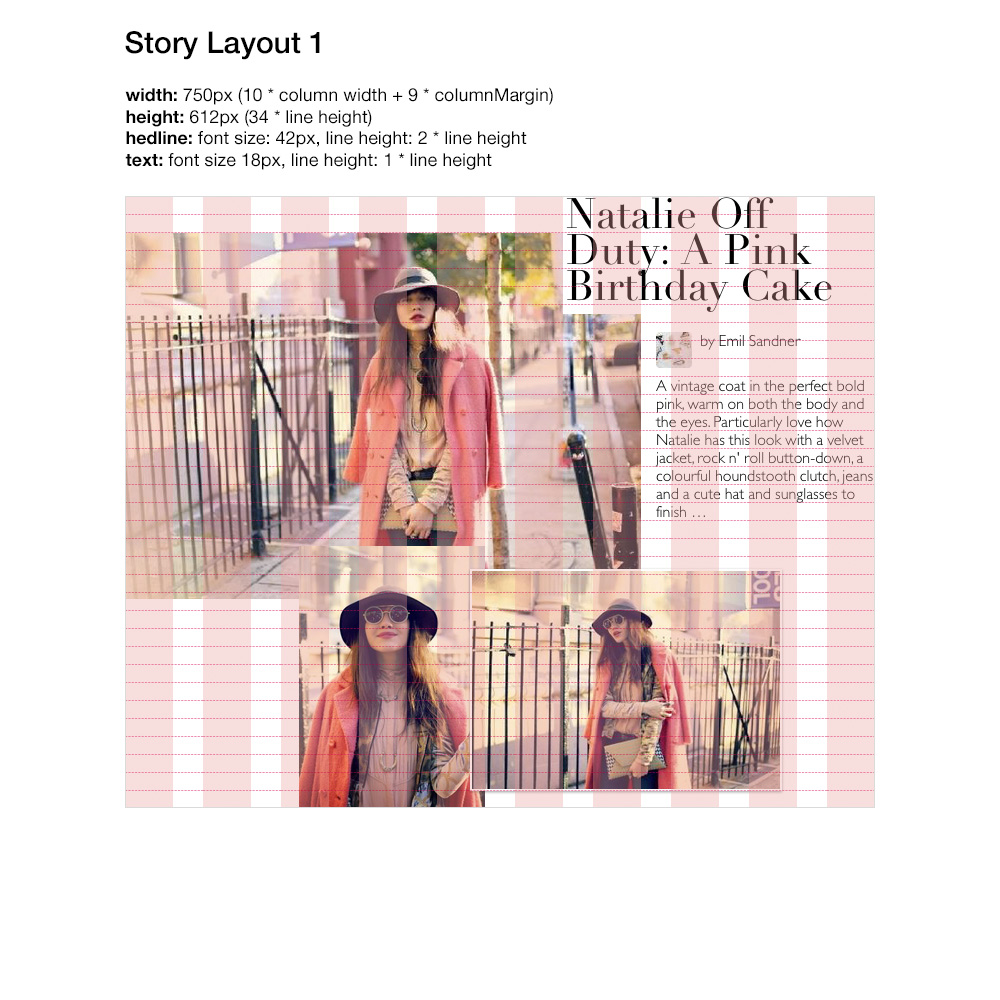 Story Layout 1
width: 750px (10 * column width + 9 * columnMargin)
height: 612px (34 * line height)
hedline: font size: 42px, line height: 2 * line height
text: font size 18px, line height: 1 * line height
Natalie Off
Duty: A Pink
Birthday Cake
by Emil Sandner
A vintage coat in the perfect bold
pink, warm on both the body and
the eyes. Particularly love how
Natalie has this look with a velvet
jacket, rock n' roll button-down, a
colourful houndstooth clutch, jeans
and a cute hat and sunglasses to
finish …